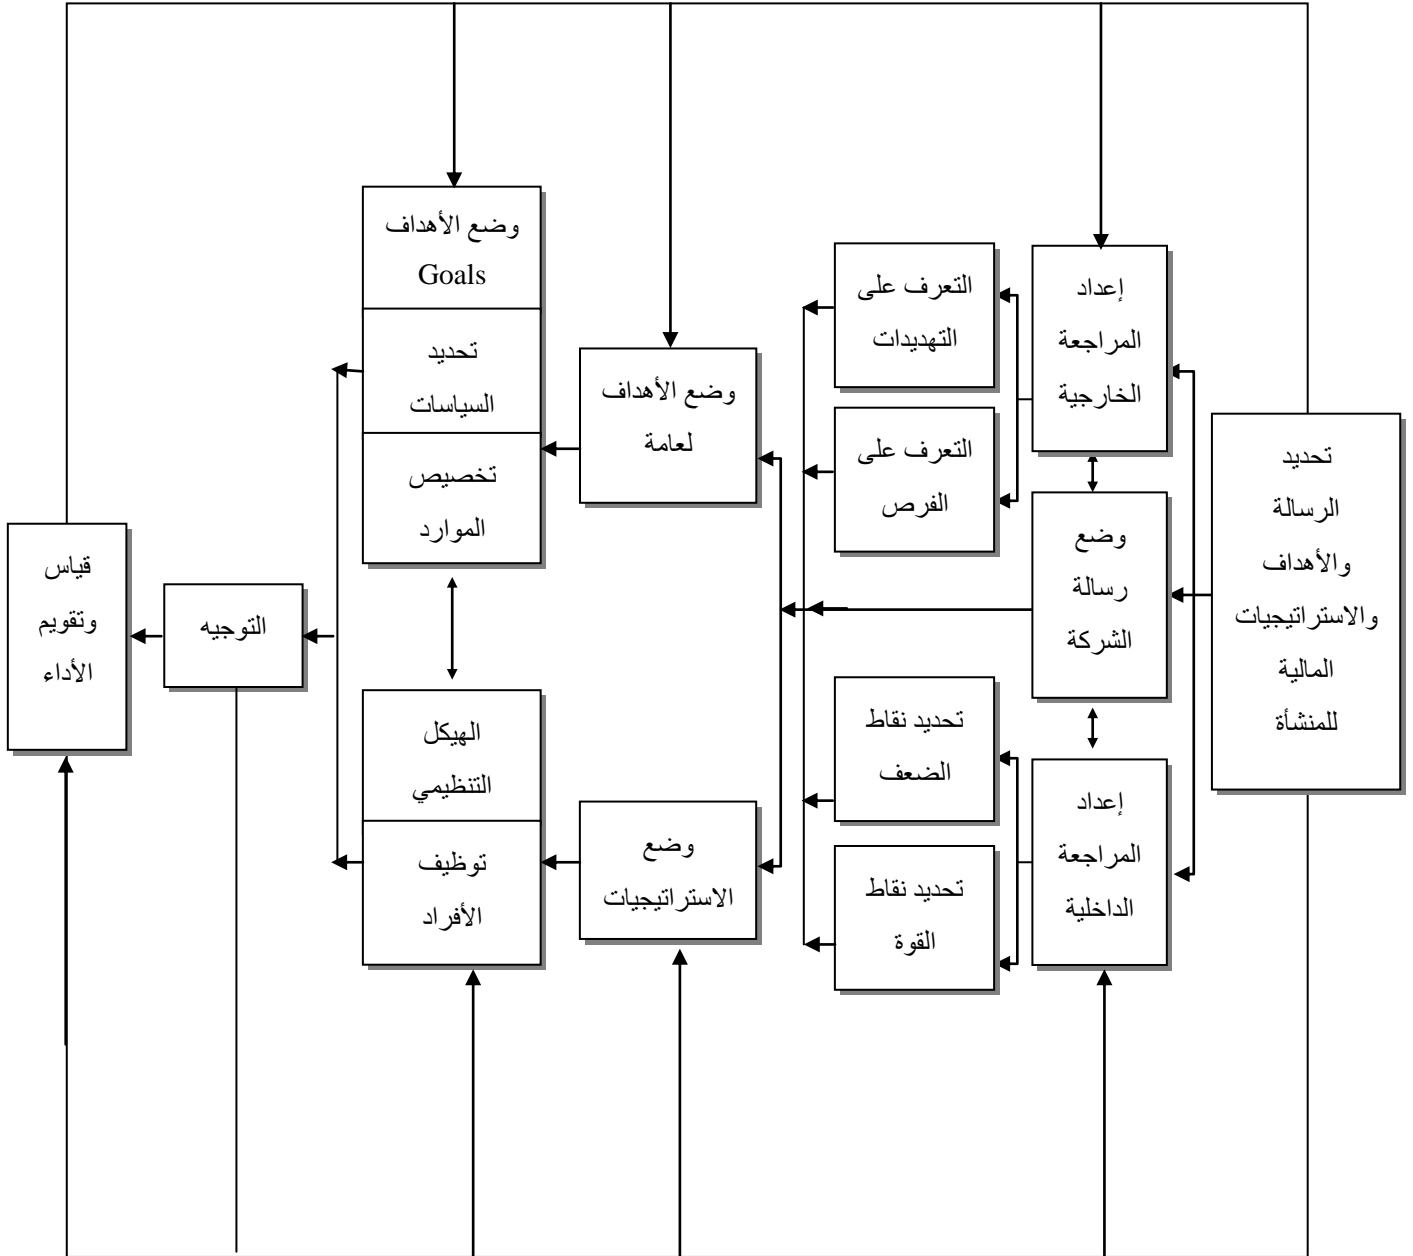 تحديد
الرسالة
والأهداف
والاستراتيجيات
المالية
للمنشأة
إعداد
المراجعة
الخارجية
وضع
رسالة
الشركة
إعداد
المراجعة
الداخلية
التعرف على
التهديدات
التعرف على
الفرص
تحديد نقاط
الضعف
تحديد نقاط
القوة
وضع الأهداف
لعامة
وضع
الاستراتيجيات
وضع الأهداف
Goals
تحديد
السياسات
تخصيص
الموارد
الهيكل
التنظيمي
توظيف
الأفراد
التوجيه
قياس
وتقويم
الأداء